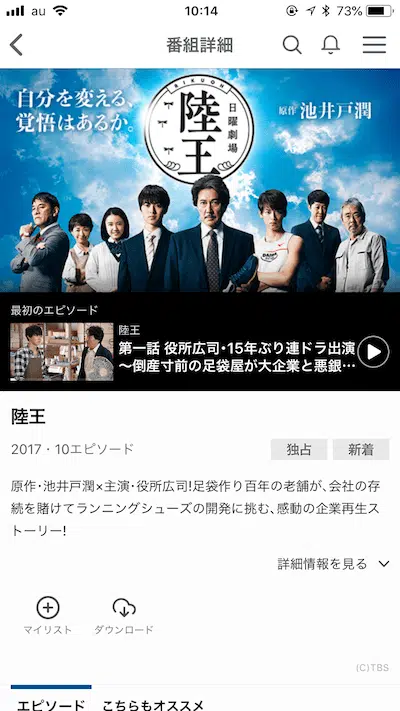 au 10:14 73%
番組詳細
自分を変える、
覚悟はあるか。
RIKUOH
日曜劇場
陸王
原作 池井戸潤
最初のエピソード
陸王
第一話 役所広司･15年ぶり連ドラ出演
～倒産寸前の足袋屋が大企業と悪銀…
陸王
2017・10エピソード
独占 新着
原作･池井戸潤×主演･役所広司!足袋作り百年の老舗が、会社の存
続を賭けてランニングシューズの開発に挑む、感動の企業再生ス
トーリー!
詳細情報を見る
マイリスト ダウンロード
(C)TBS
エピソード こちらもオススメ